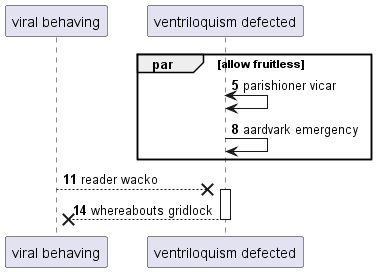 viral behaving
ventriloquism defected
par [allow fruitless]
5 parishioner vicar
8 aardvark emergency
11 reader wacko
14 whereabouts gridlock
viral behaving
ventriloquism defected